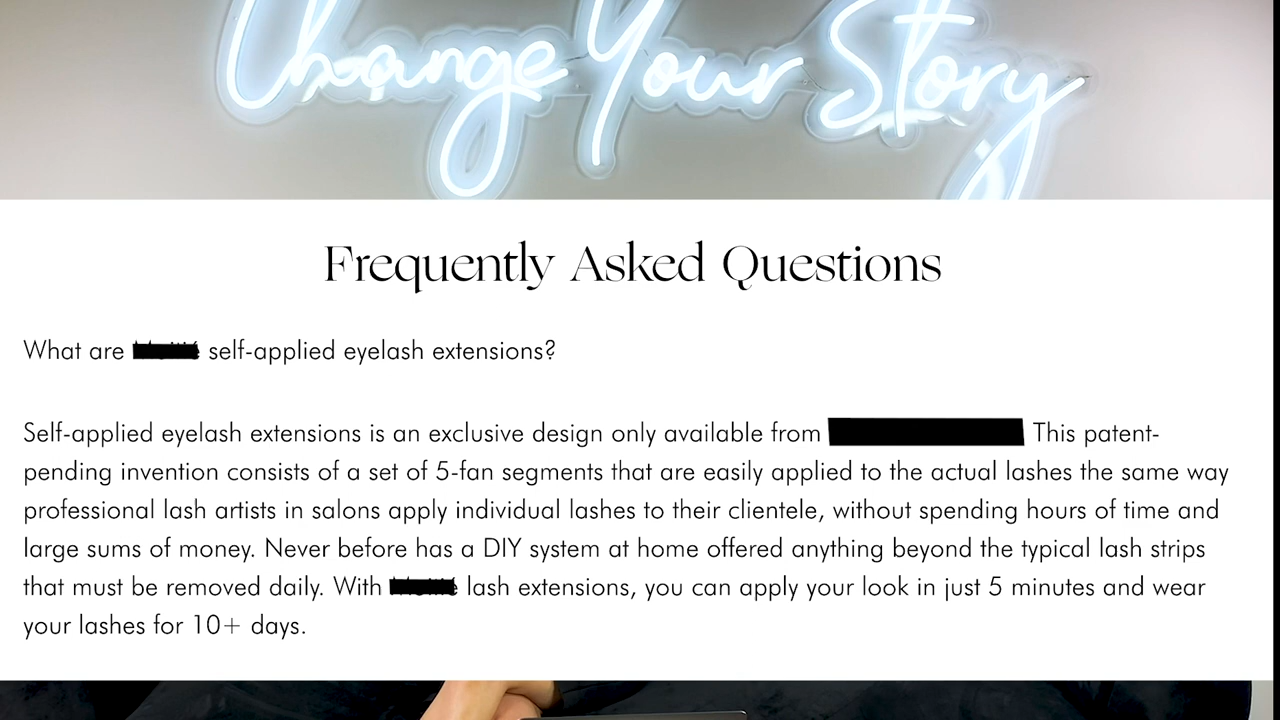 Change Your Story
Frequently Asked Questions
What are self-applied eyelash extensions?
Self-applied eyelash extensions is an exclusive design only available from This patent-
pending invention consists of a set of 5-fan segments that are easily applied to the actual lashes the same way
professional lash artists in salons apply individual lashes to their clientele, without spending hours of time and
large sums of money. Never before has a DIY system at home offered anything beyond the typical lash strips
that must be removed daily. With lash extensions, you can apply your look in just 5 minutes and wear
your lashes for 10+ days.